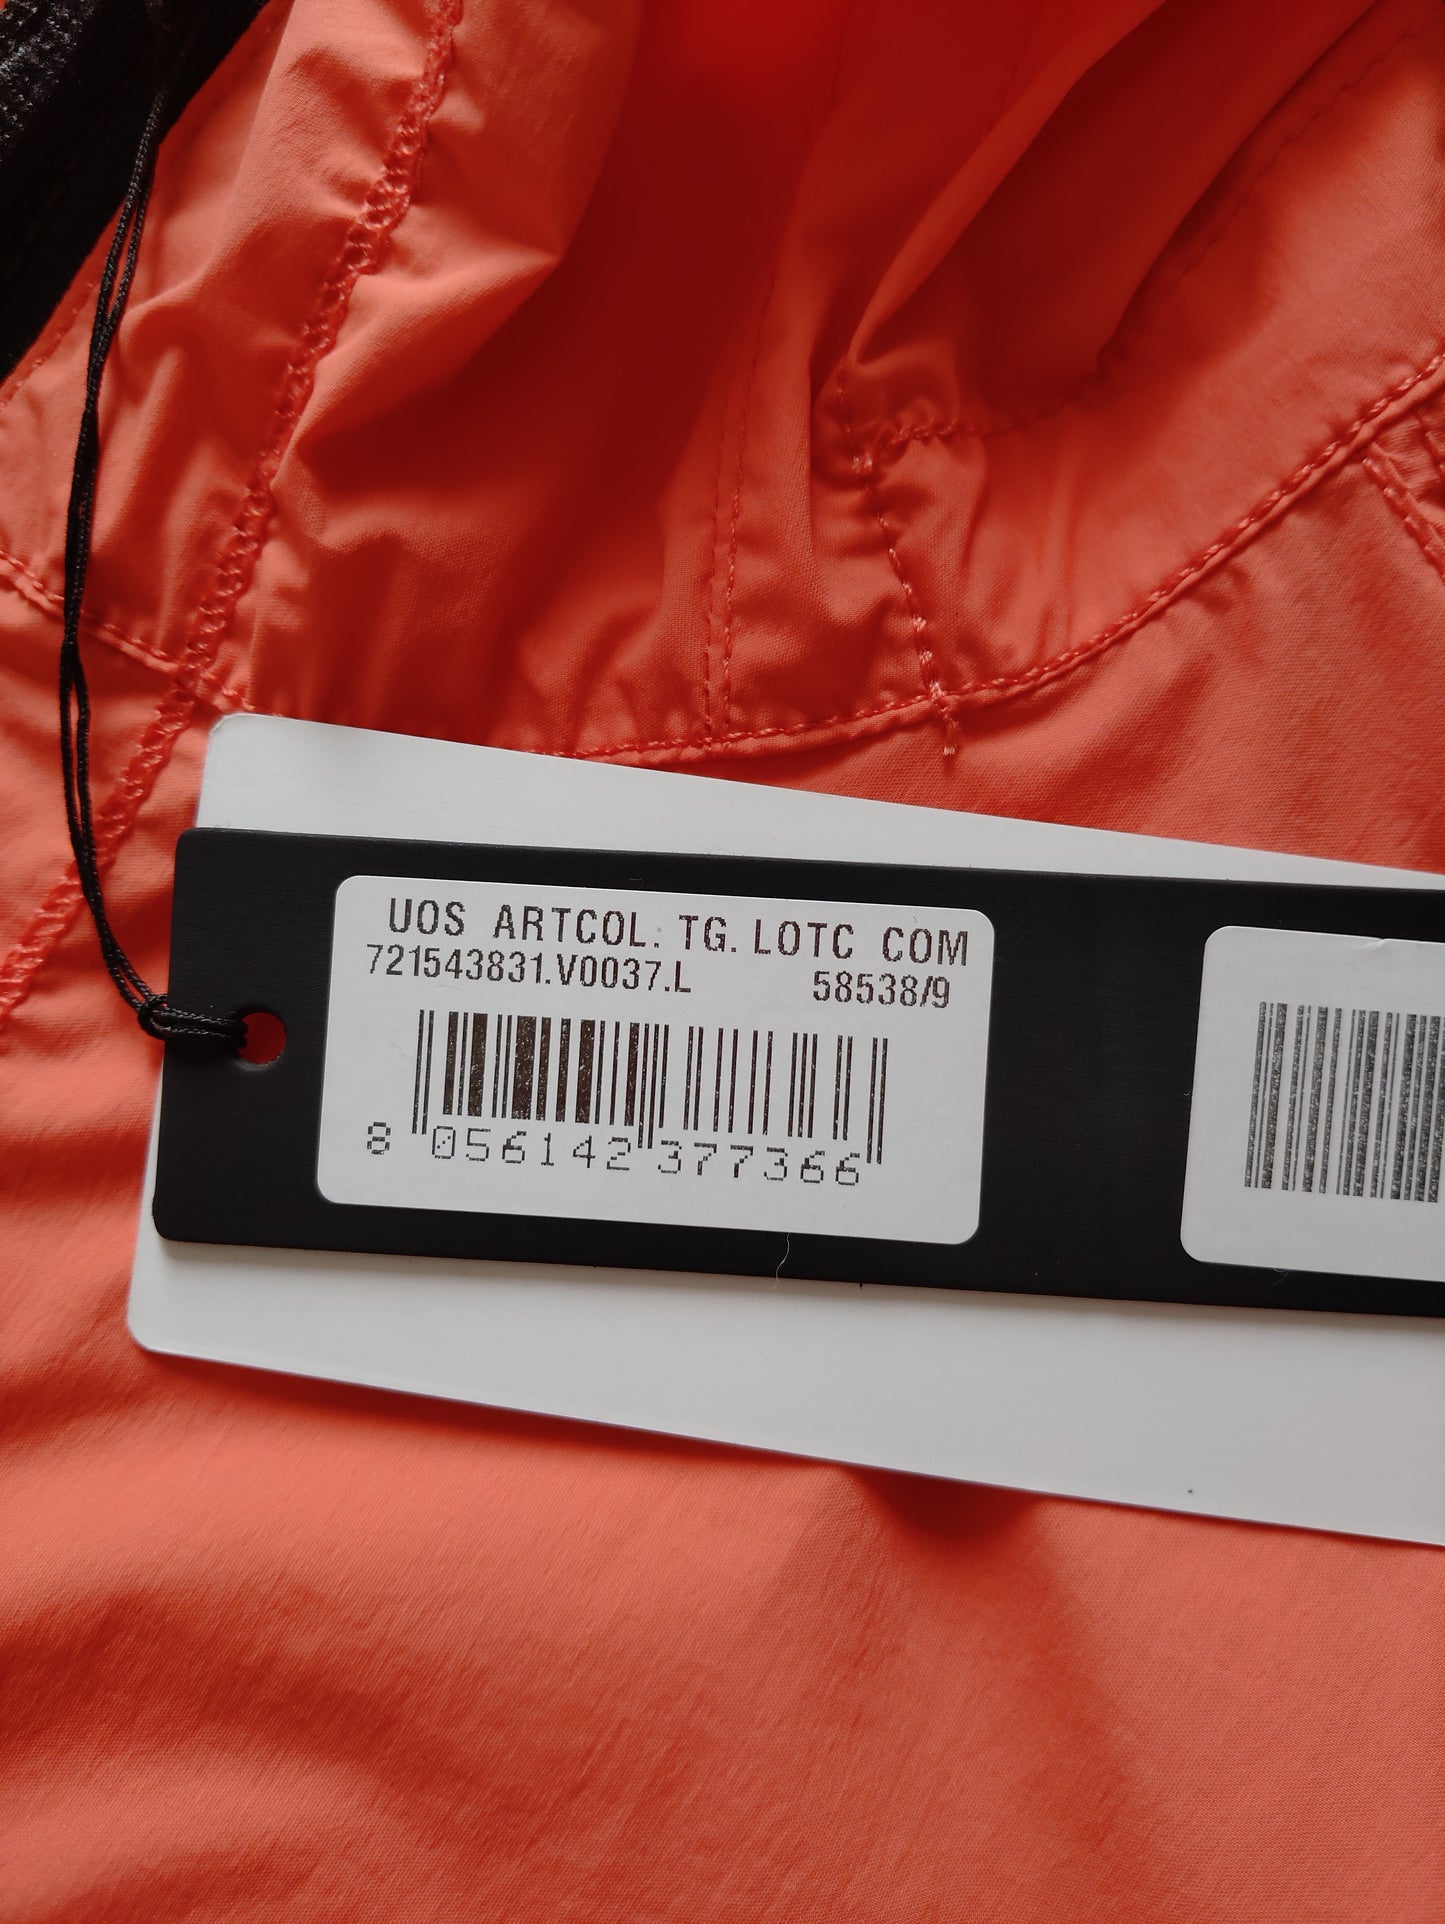 UOS ARTCOL. TG. LOTC COM
721543831.V0037.L 58538/9
8 056142 377366